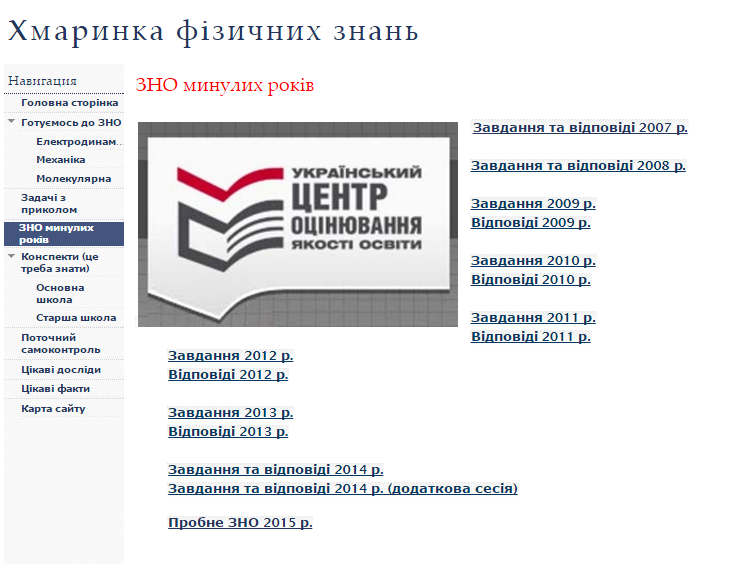 Хмаринка фізичних знань
Навигация
Головна сторінка
Готуємось до ЗНО
Електродинам...
Механіка
Молекулярна
Задачі з
приколом
ЗНО минулих
років
Конспекти (це
треба знати)
Основна
школа
Старша школа
Поточний
самоконтроль
Цікаві досліди
Цікаві факти
Карта сайту
ЗНО минулих років
УКРАЇНСЬКИЙ
ЦЕНТР
ОЦІНЮВАННЯ
ЯКОСТІ ОСВІТИ
Завдання та відповіді 2007 р.
Завдання та відповіді 2008 р.
Завдання 2009 р.
Відповіді 2009 р.
Завдання 2010 р.
Відповіді 2010 р.
Завдання 2011 р.
Відповіді 2011 р.
Завдання 2012 р.
Відповіді 2012 р.
Завдання 2013 р.
Відповіді 2013 р.
Завдання та відповіді 2014 р.
Завдання та відповіді 2014 р. (додаткова сесія)
Пробне ЗНО 2015 р.